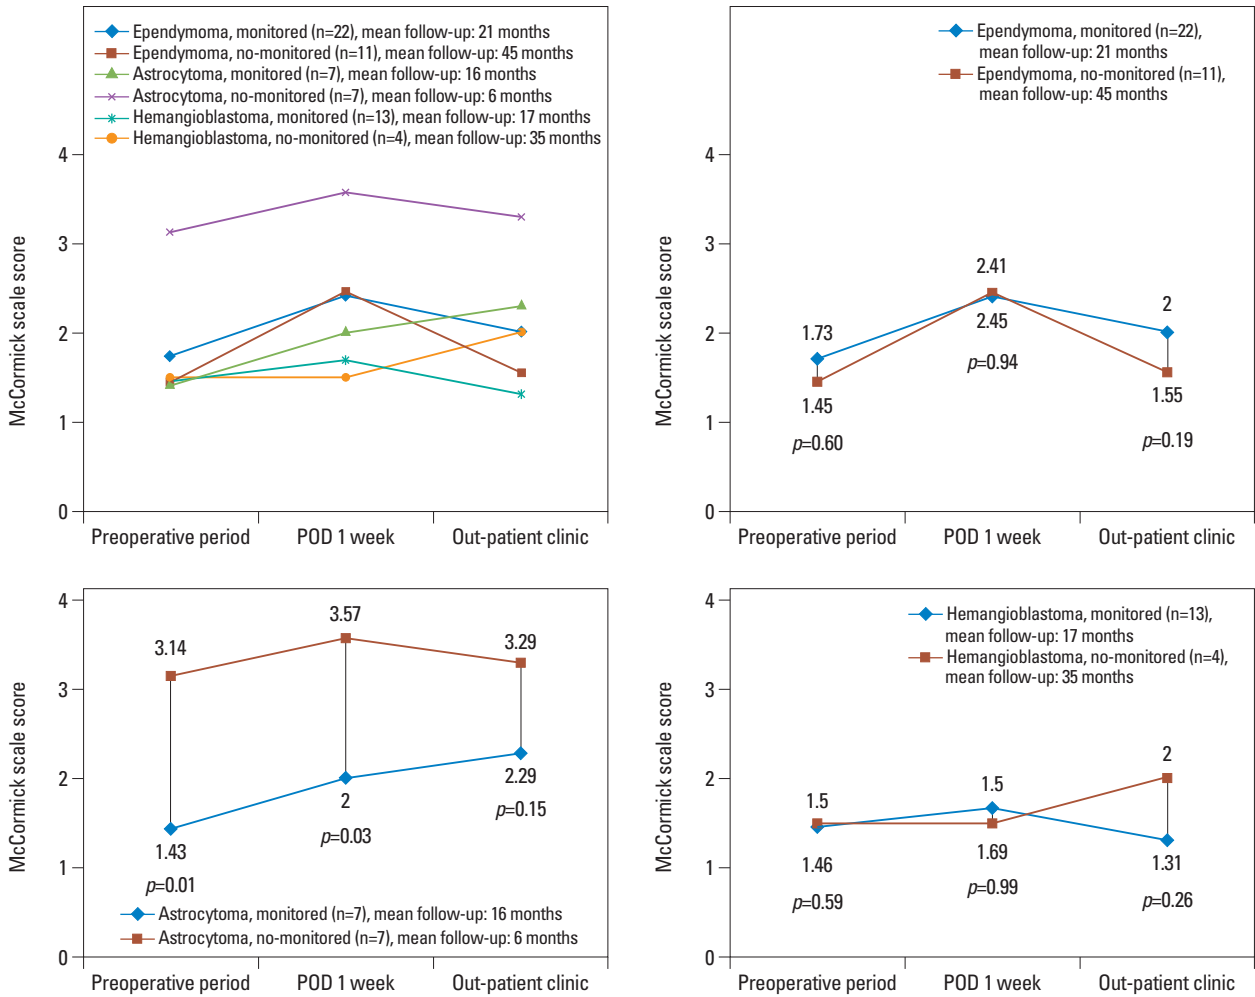 Ependymoma, monitored (n=22), mean follow-up: 21 months
Ependymoma, no-monitored (n=11), mean follow-up: 45 months
Astrocytoma, monitored (n=7), mean follow-up: 16 months
Astrocytoma, no-monitored (n=7), mean follow-up: 6 months
Hemangioblastoma, monitored (n=13), mean follow-up: 17 months
Hemangioblastoma, no-monitored (n=4), mean follow-up: 35 months
McCormick scale score
4
3
2
1
0
Preoperative period
POD 1 week
Out-patient clinic
Ependymoma, monitored (n=22),
mean follow-up: 21 months
Ependymoma, no-monitored (n=11),
mean follow-up: 45 months
McCormick scale score
4
3
2
1
0
1.73
1.45
p=0.60
2.41
2.45
p=0.94
2
1.55
p=0.19
Preoperative period
POD 1 week
Out-patient clinic
McCormick scale score
4
3
2
1
0
3.14
1.43
p=0.01
3.57
2
p=0.03
3.29
2.29
p=0.15
Astrocytoma, monitored (n=7), mean follow-up: 16 months
Astrocytoma, no-monitored (n=7), mean follow-up: 6 months
Preoperative period
POD 1 week
Out-patient clinic
Hemangioblastoma, monitored (n=13),
mean follow-up: 17 months
Hemangioblastoma, no-monitored (n=4),
mean follow-up: 35 months
McCormick scale score
4
3
2
1
0
1.5
1.46
p=0.59
1.5
1.69
p=0.99
2
1.31
p=0.26
Preoperative period
POD 1 week
Out-patient clinic